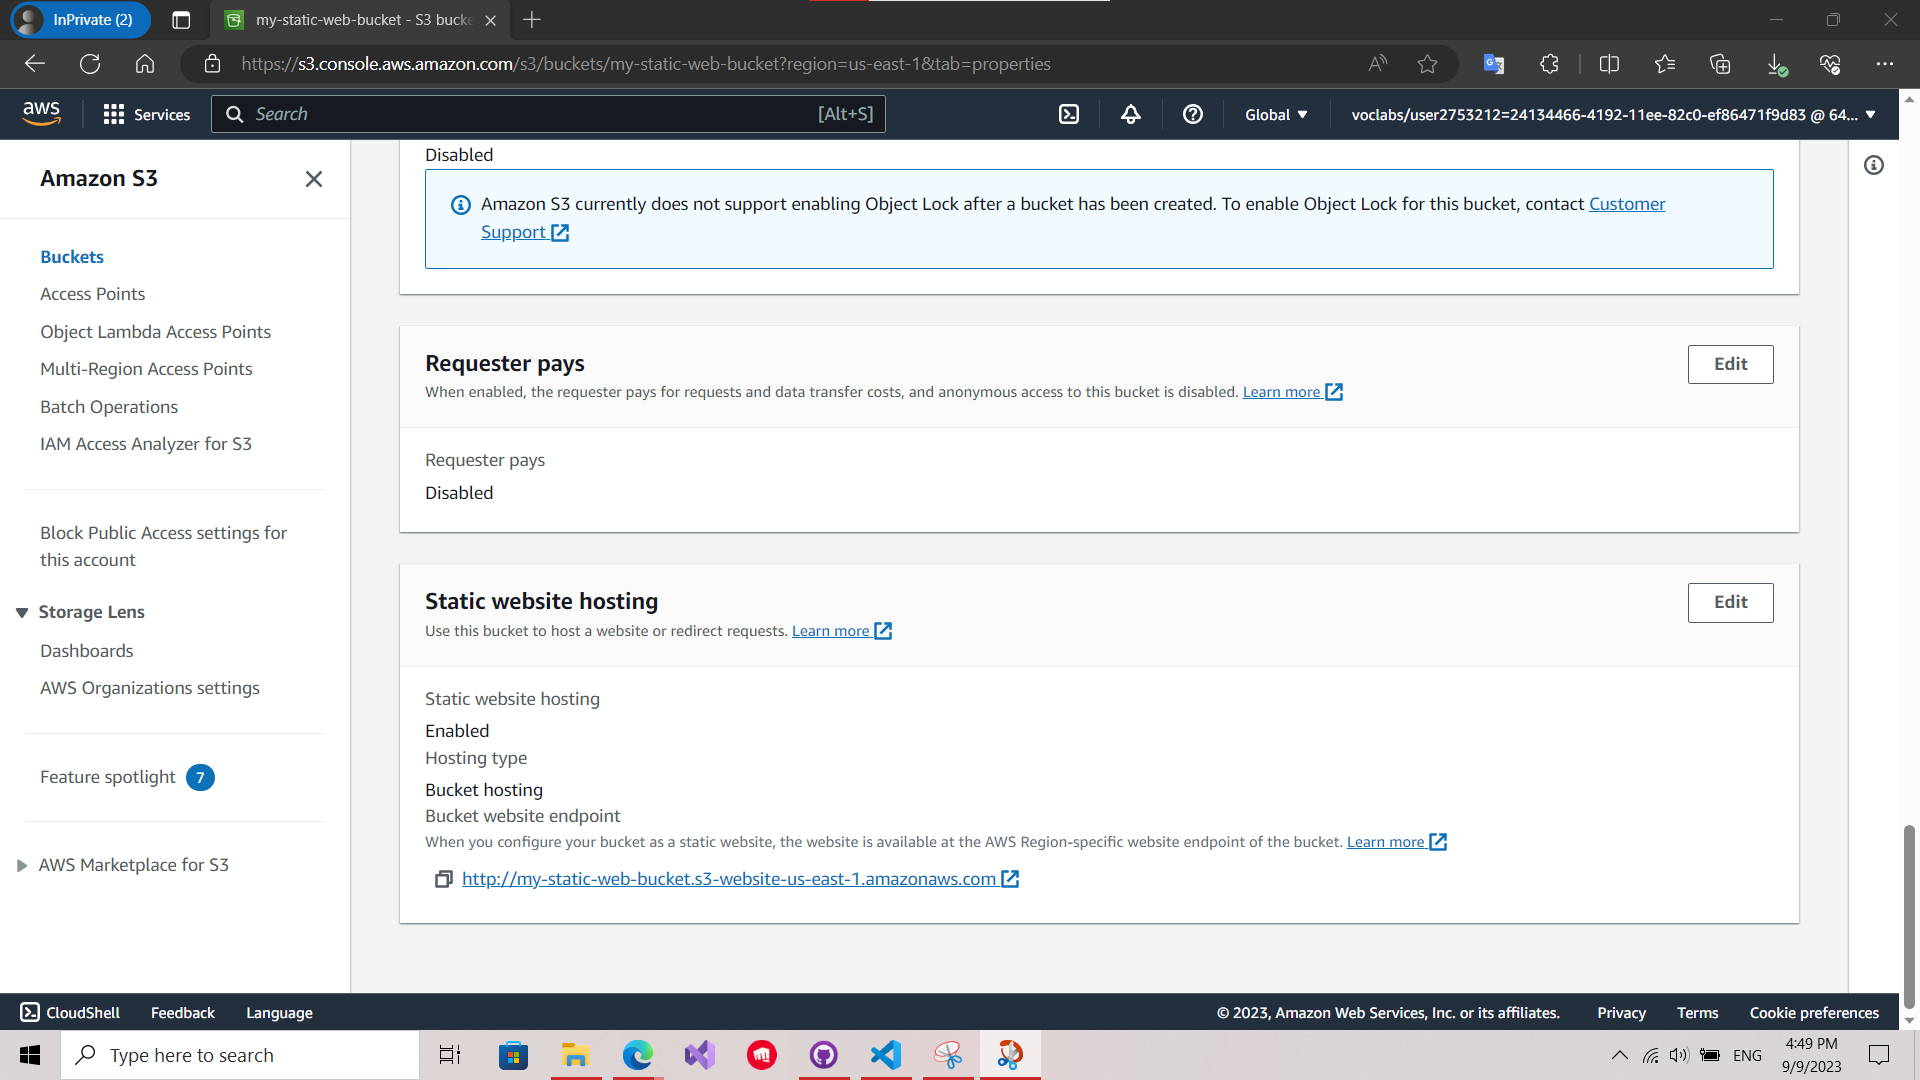 InPrivate (2)
my-static-web-bucket - S3 bucke
https://s3.console.aws.amazon.com/s3/buckets/my-static-web-bucket?region=us-east-1&tab=properties
aws
Services
Search
[Alt+S]
Global
voclabs/user2753212=24134466-4192-11ee-82c0-ef86471f9d83 @ 64...
Amazon S3
Buckets
Access Points
Object Lambda Access Points
Multi-Region Access Points
Batch Operations
IAM Access Analyzer for S3
Block Public Access settings for
this account
Storage Lens
Dashboards
AWS Organizations settings
Feature spotlight 7
AWS Marketplace for S3
Disabled
Amazon S3 currently does not support enabling Object Lock after a bucket has been created. To enable Object Lock for this bucket, contact Customer
Support
Requester pays
Edit
When enabled, the requester pays for requests and data transfer costs, and anonymous access to this bucket is disabled. Learn more
Requester pays
Disabled
Static website hosting
Edit
Use this bucket to host a website or redirect requests. Learn more
Static website hosting
Enabled
Hosting type
Bucket hosting
Bucket website endpoint
When you configure your bucket as a static website, the website is available at the AWS Region-specific website endpoint of the bucket. Learn more
http://my-static-web-bucket.s3-website-us-east-1.amazonaws.com
CloudShell
Feedback
Language
© 2023, Amazon Web Services, Inc. or its affiliates.
Privacy
Terms
Cookie preferences
Type here to search
ENG
4:49 PM
9/9/2023